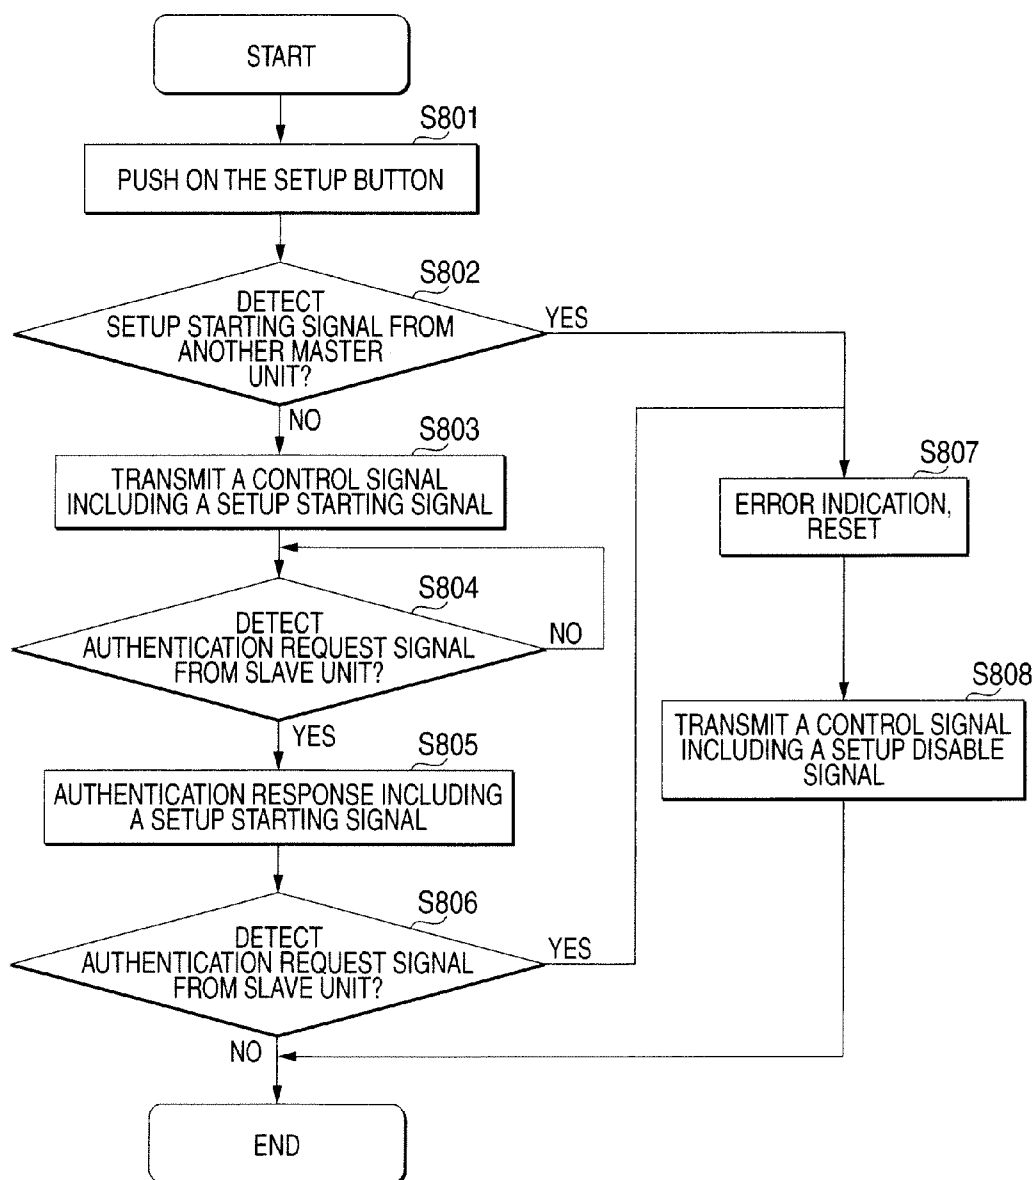 START
S801
PUSH ON THE SETUP BUTTON
S802
DETECT
SETUP STARTING SIGNAL FROM
ANOTHER MASTER
UNIT?
YES
NO
S803
TRANSMIT A CONTROL SIGNAL
INCLUDING A SETUP STARTING SIGNAL
S804
DETECT
AUTHENTICATION REQUEST SIGNAL
FROM SLAVE UNIT?
NO
YES
S805
AUTHENTICATION RESPONSE INCLUDING
A SETUP STARTING SIGNAL
S806
DETECT
AUTHENTICATION REQUEST SIGNAL
FROM SLAVE UNIT?
YES
NO
S807
ERROR INDICATION,
RESET
S808
TRANSMIT A CONTROL SIGNAL
INCLUDING A SETUP DISABLE
SIGNAL
END